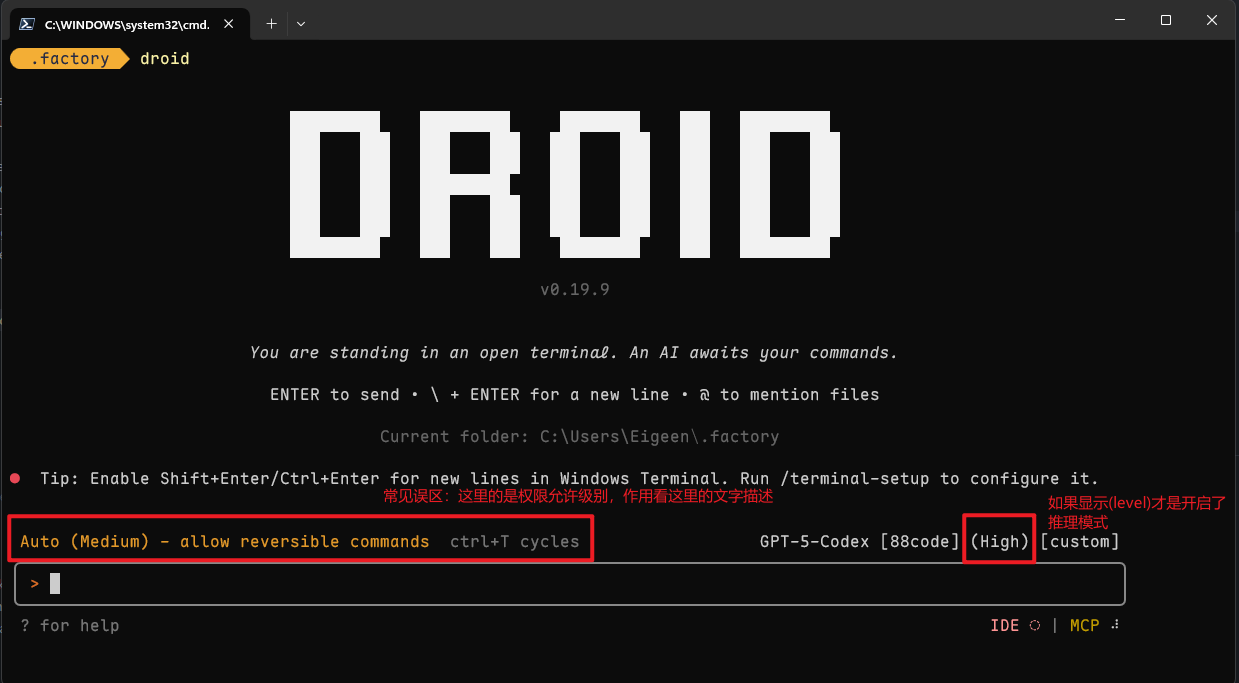 C:\WINDOWS\system32\cmd.
.factory droid
DROID
v0.19.9
You are standing in an open terminal. An AI awaits your commands.
ENTER to send • \ + ENTER for a new line • @ to mention files
Current folder: C:\Users\Eigeen\.factory
Tip: Enable Shift+Enter/Ctrl+Enter for new lines in Windows Terminal. Run /terminal-setup to configure it.
常见误区：这里的是权限允许级别，作用看这里的文字描述
如果显示(level)才是开启了
推理模式
Auto (Medium) - allow reversible commands ctrl+T cycles
GPT-5-Codex [88code] (High) [custom]
>
? for help
IDE | MCP